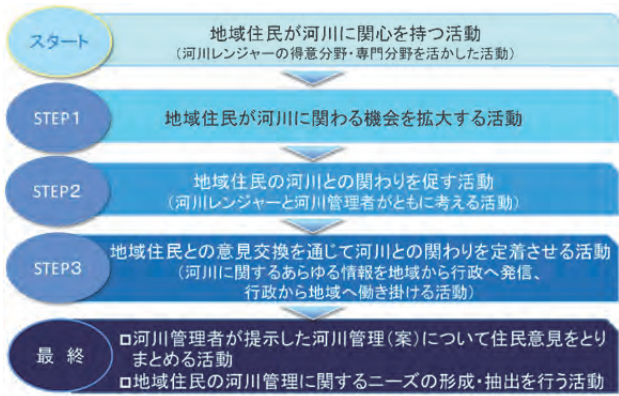 スタート
地域住民が河川に関心を持つ活動
(河川レンジャーの得意分野・専門分野を活かした活動)
STEP1
地域住民が河川に関わる機会を拡大する活動
STEP2
地域住民の河川との関わりを促す活動
(河川レンジャーと河川管理者がともに考える活動)
STEP3
地域住民との意見交換を通じて河川との関わりを定着させる活動
(河川に関するあらゆる情報を地域から行政へ発信、
行政から地域へ働き掛ける活動)
最 終
□河川管理者が提示した河川管理(案)について住民意見をとり
まとめる活動
□地域住民の河川管理に関するニーズの形成・抽出を行う活動